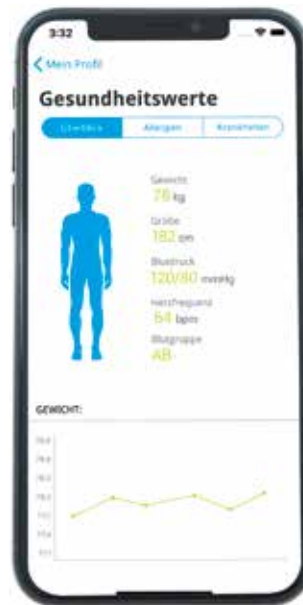 3:32
Mein Profil
Gesundheitswerte
Überblick Allergien Krankheiten
Gewicht
78 kg
Größe
182 cm
Blutdruck
120/80 mmHg
Herzfrequenz
64 bpm
Blutgruppe
AB
GEWICHT: